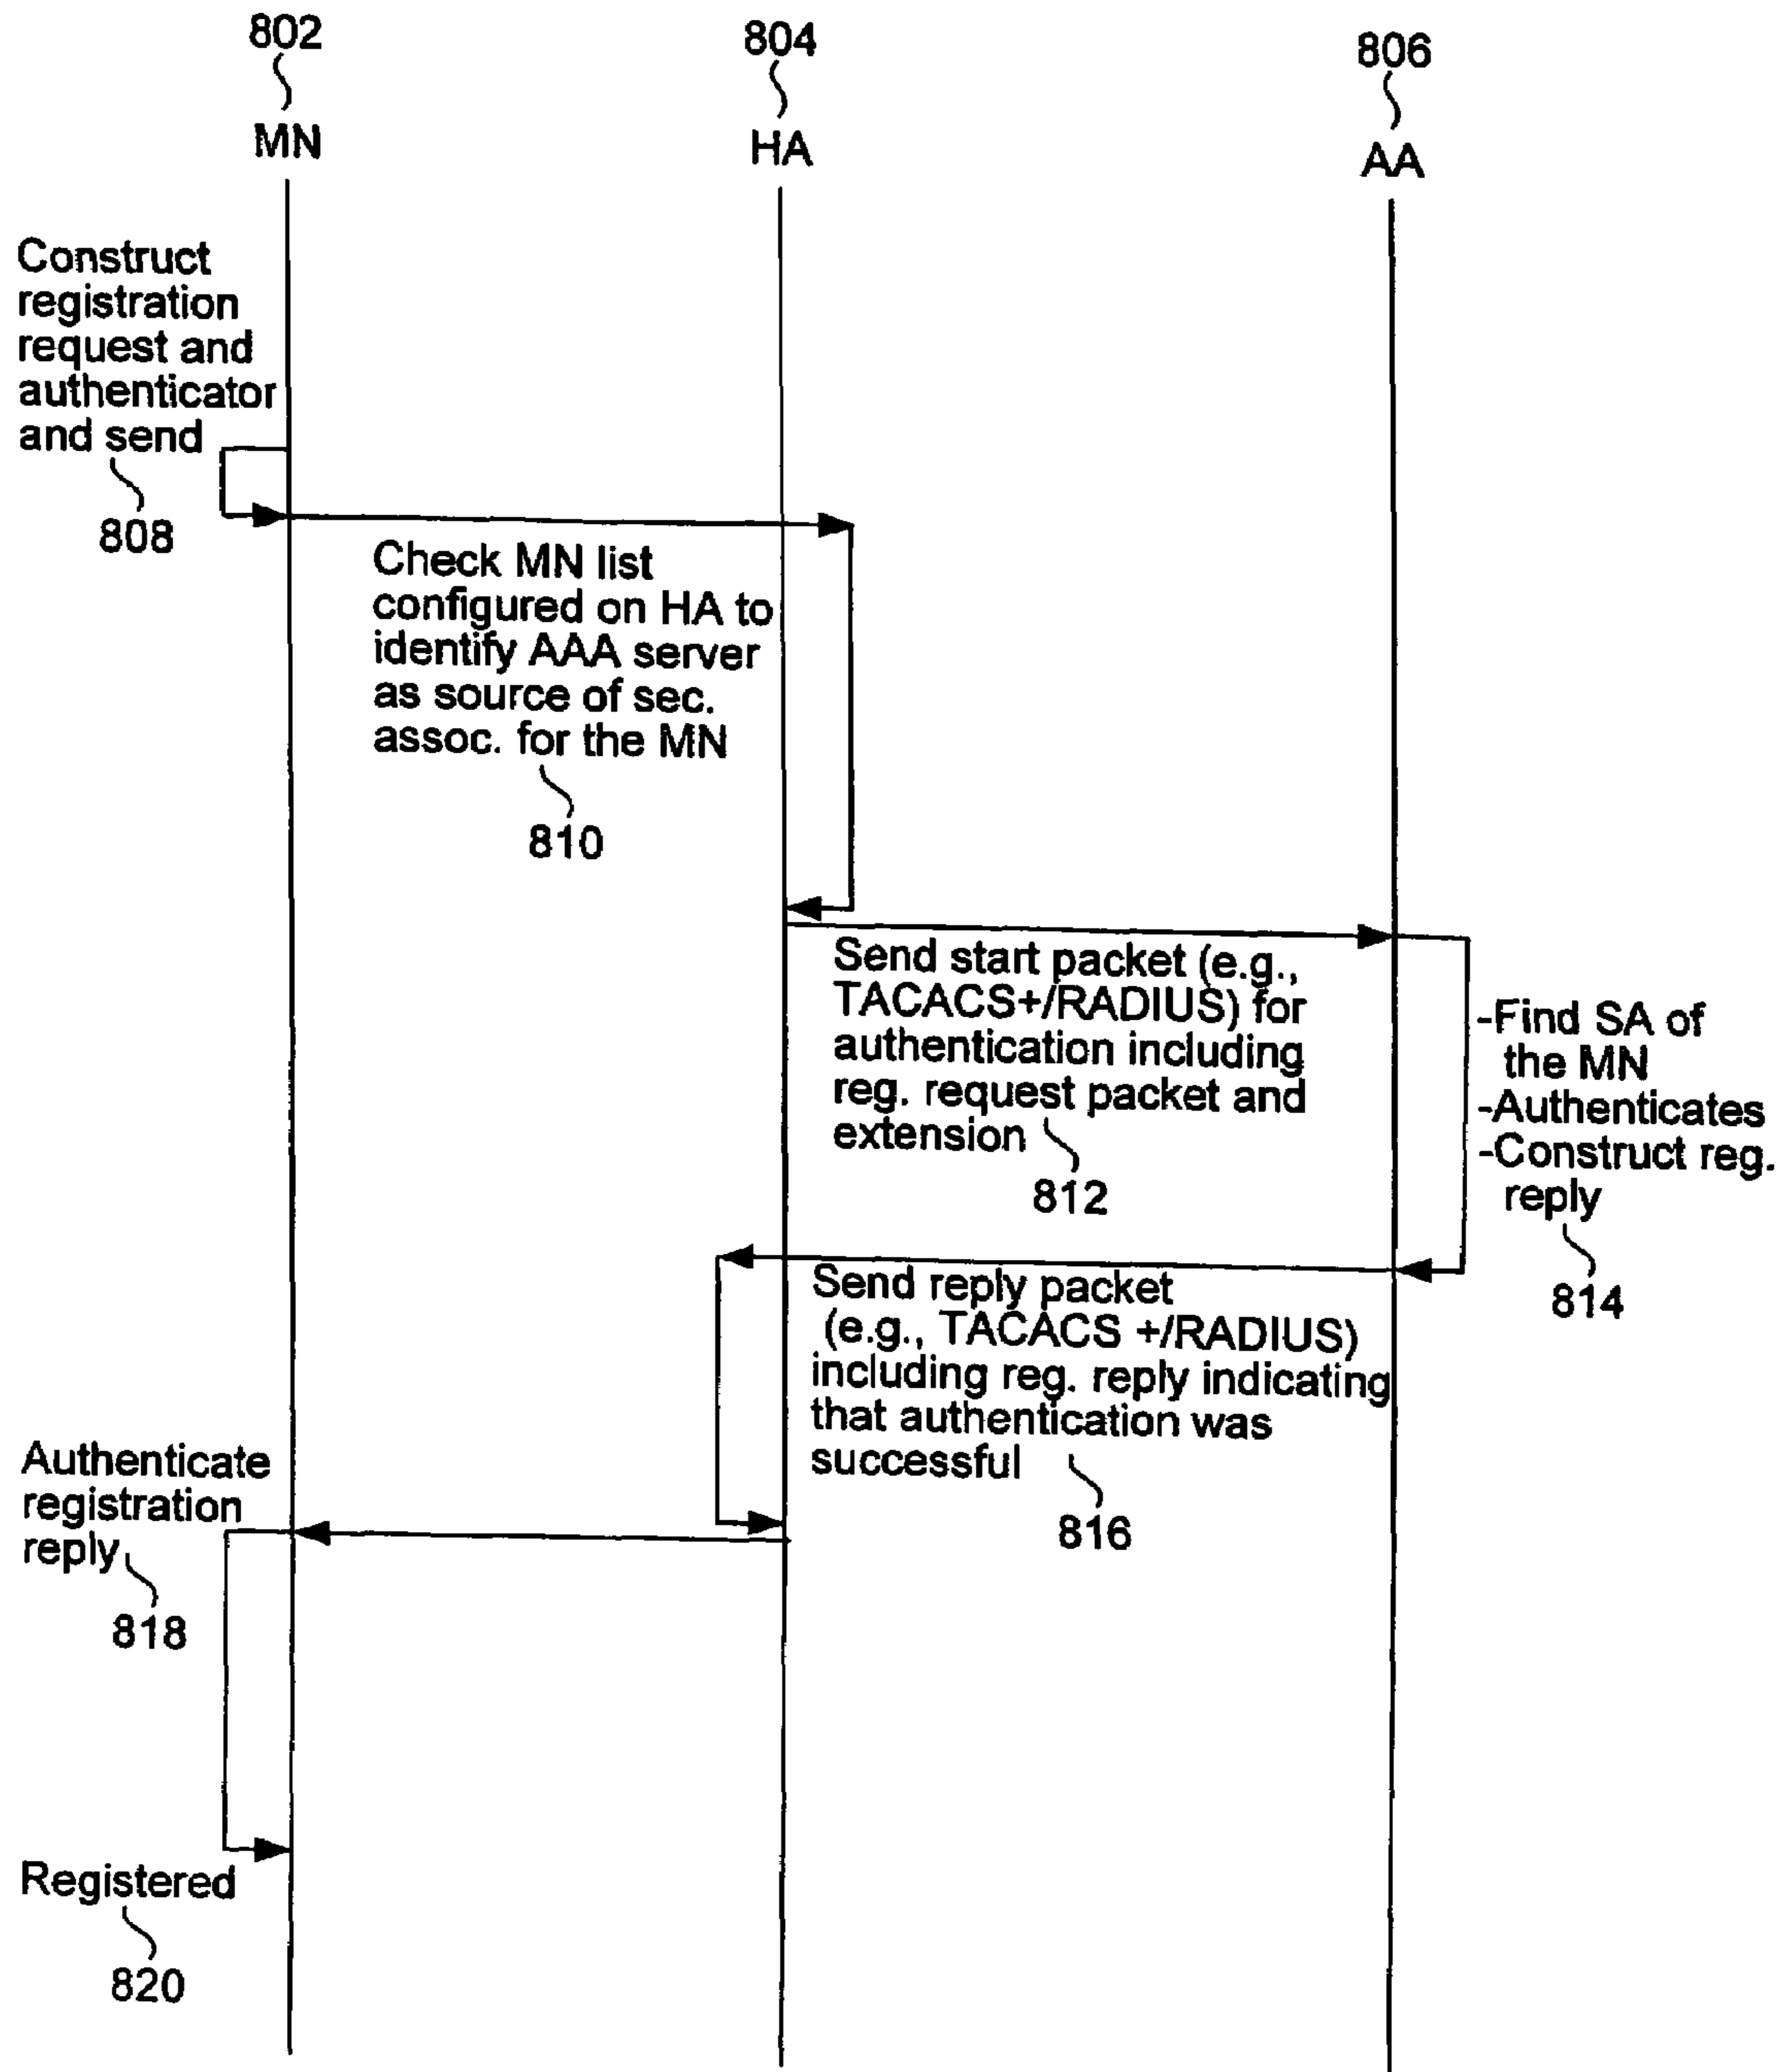 802
804
806
MN
HA
AA
Construct
registration
request and
authenticator
and send
808
Check MN list
configured on HA to
identify AAA server
as source of sec.
assoc. for the MN
810
Send start packet (e.g.,
TACACS+/RADIUS) for
authentication including
reg. request packet and
extension
812
-Find SA of
the MN
-Authenticates
-Construct reg.
reply
814
Send reply packet
(e.g., TACACS +/RADIUS)
including reg. reply indicating
that authentication was
successful
816
Authenticate
registration
reply
818
Registered
820